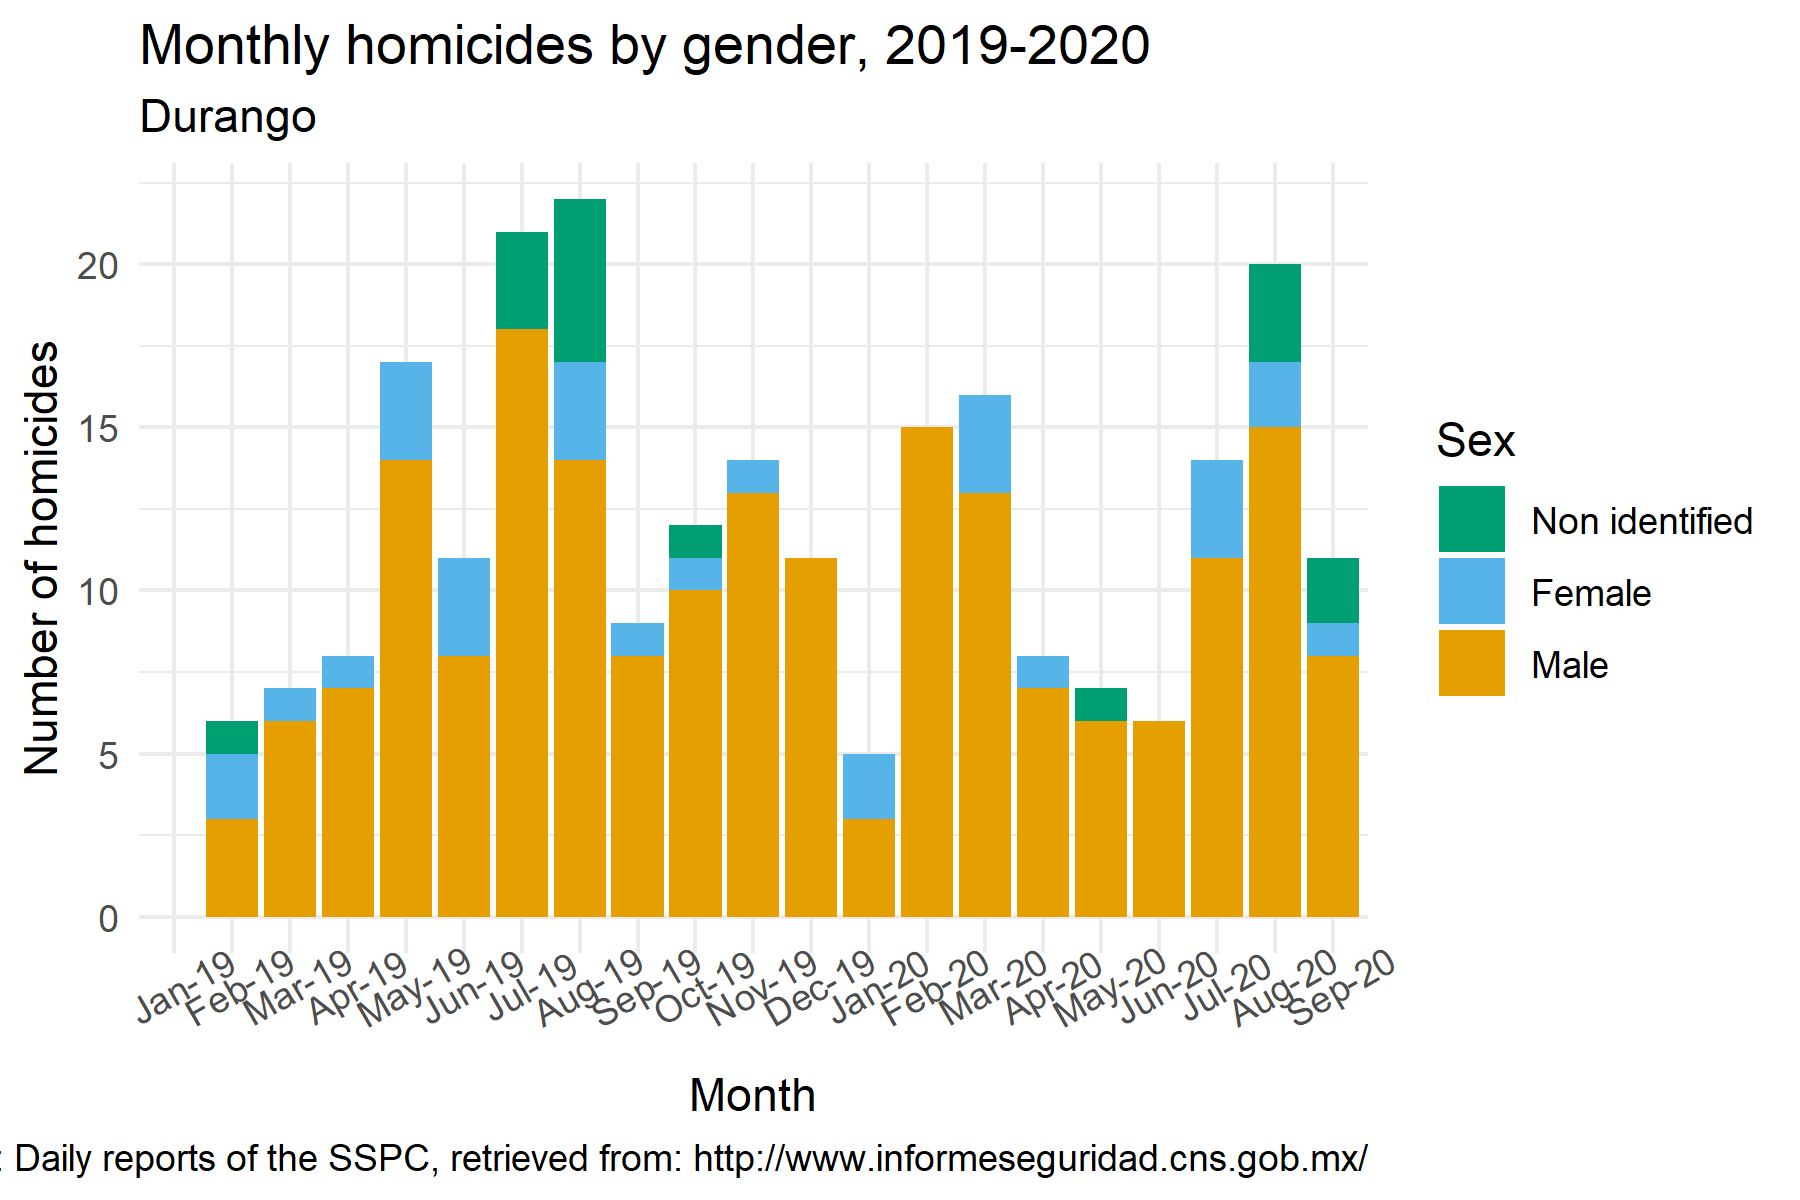 Monthly homicides by gender, 2019-2020
Durango
Number of homicides
20
15
10
5
0
Sex
Non identified
Female
Male
Jan-19
Feb-19
Mar-19
Apr-19
May-19
Jun-19
Jul-19
Aug-19
Sep-19
Oct-19
Nov-19
Dec-19
Jan-20
Feb-20
Mar-20
Apr-20
May-20
Jun-20
Jul-20
Aug-20
Sep-20
Month
: Daily reports of the SSPC, retrieved from: http://www.informeseguridad.cns.gob.mx/